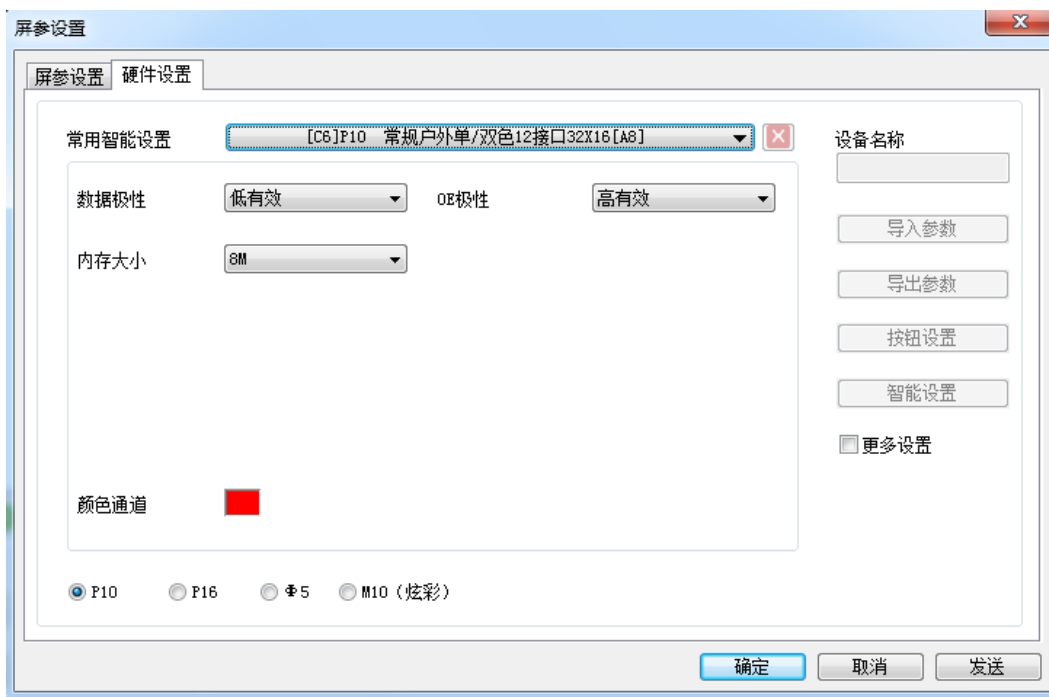 屏参设置
屏参设置 硬件设置
常用智能设置 [C6]P10 常规户外单/双色12接口32X16[A8] 设备名称
数据极性 低有效 OE极性 高有效
导入参数
内存大小 8M
导出参数
按钮设置
智能设置
更多设置
颜色通道
P10 P16 Φ5 M10（炫彩）
确定 取消 发送